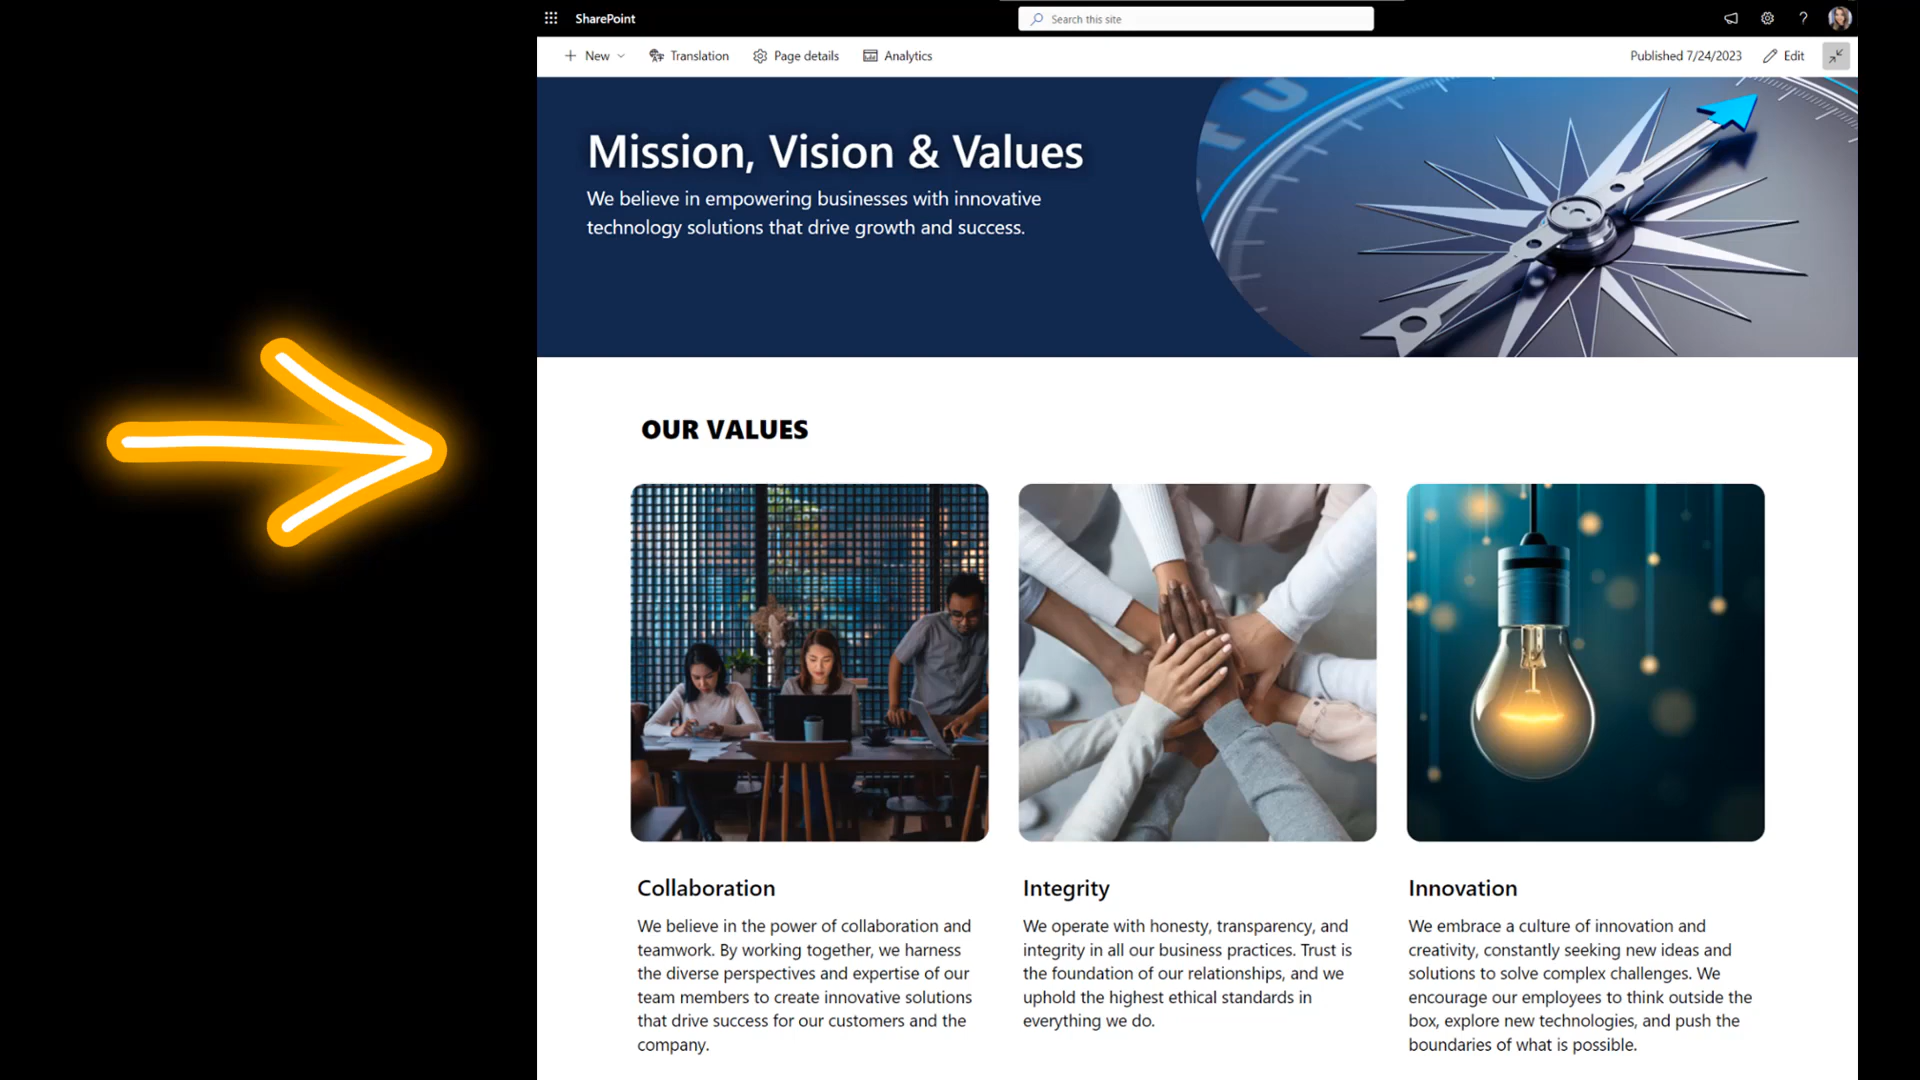 SharePoint
Search this site
?
New
Translation
Page details
Analytics
Published 7/24/2023
Edit
Mission, Vision & Values
We believe in empowering businesses with innovative
technology solutions that drive growth and success.
OUR VALUES
Collaboration
We believe in the power of collaboration and
teamwork. By working together, we harness
the diverse perspectives and expertise of our
team members to create innovative solutions
that drive success for our customers and the
company.
Integrity
We operate with honesty, transparency, and
integrity in all our business practices. Trust is
the foundation of our relationships, and we
uphold the highest ethical standards in
everything we do.
Innovation
We embrace a culture of innovation and
creativity, constantly seeking new ideas and
solutions to solve complex challenges. We
encourage our employees to think outside the
box, explore new technologies, and push the
boundaries of what is possible.